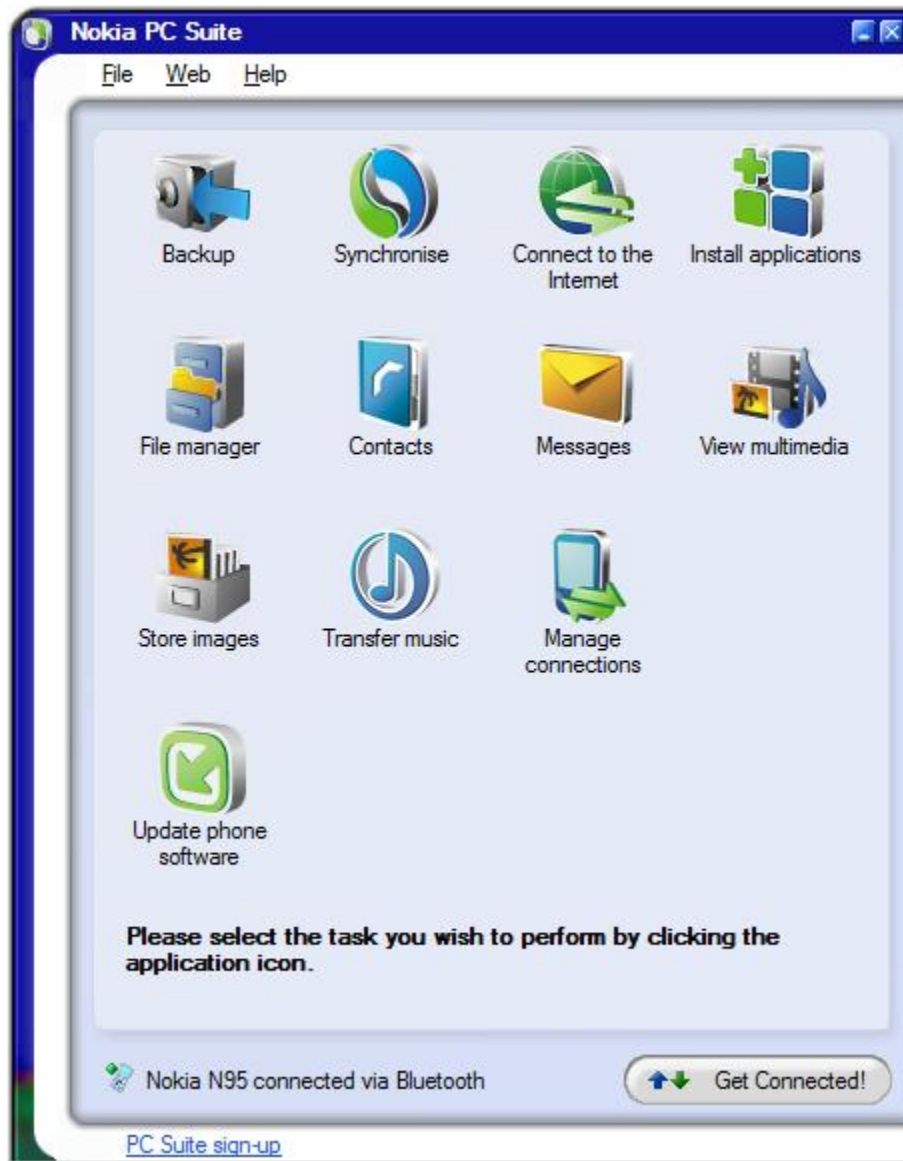 Nokia PC Suite
File Web Help
Backup
Synchronise
Connect to the
Internet
Install applications
File manager
Contacts
Messages
View multimedia
Store images
Transfer music
Manage
connections
Update phone
software
Please select the task you wish to perform by clicking the
application icon.
Nokia N95 connected via Bluetooth
Get Connected!
PC Suite sign-up